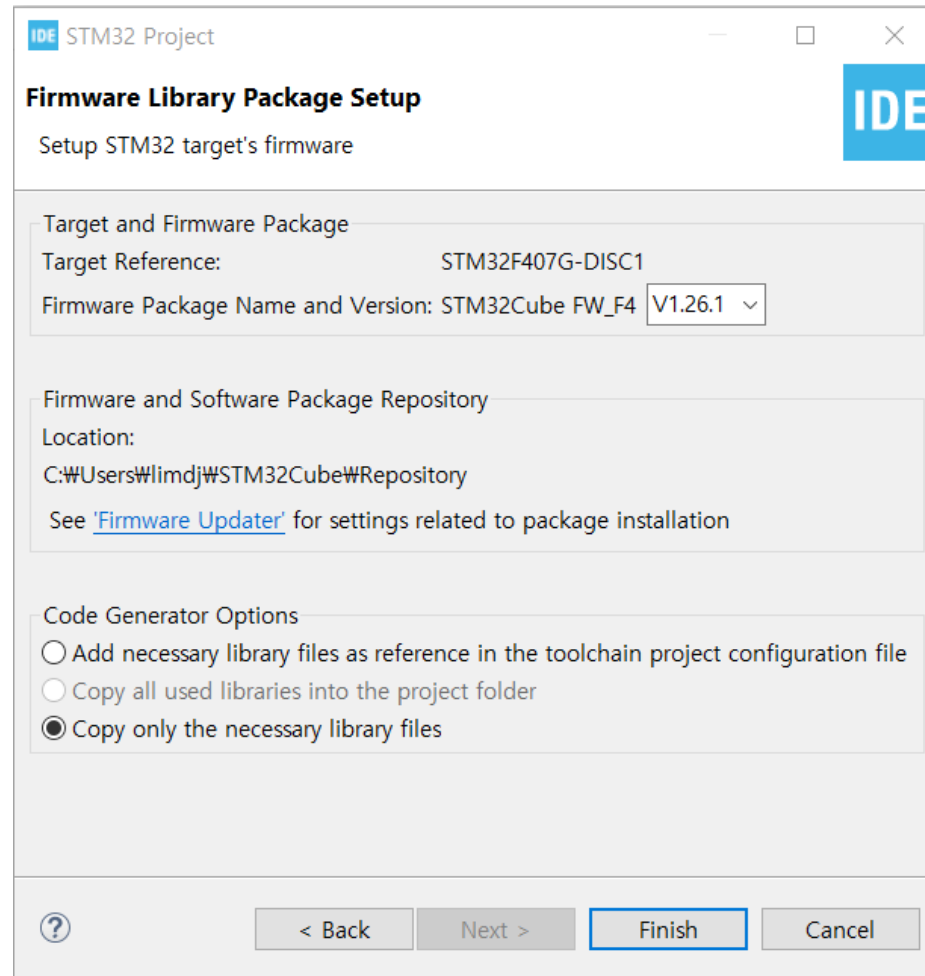 IDE STM32 Project
Firmware Library Package Setup
IDE
Setup STM32 target's firmware
Target and Firmware Package
Target Reference: STM32F407G-DISC1
Firmware Package Name and Version: STM32Cube FW_F4 V1.26.1
Firmware and Software Package Repository
Location:
C:₩Users₩limdj₩STM32Cube₩Repository
See 'Firmware Updater' for settings related to package installation
Code Generator Options
Add necessary library files as reference in the toolchain project configuration file
Copy all used libraries into the project folder
Copy only the necessary library files
? < Back Next > Finish Cancel